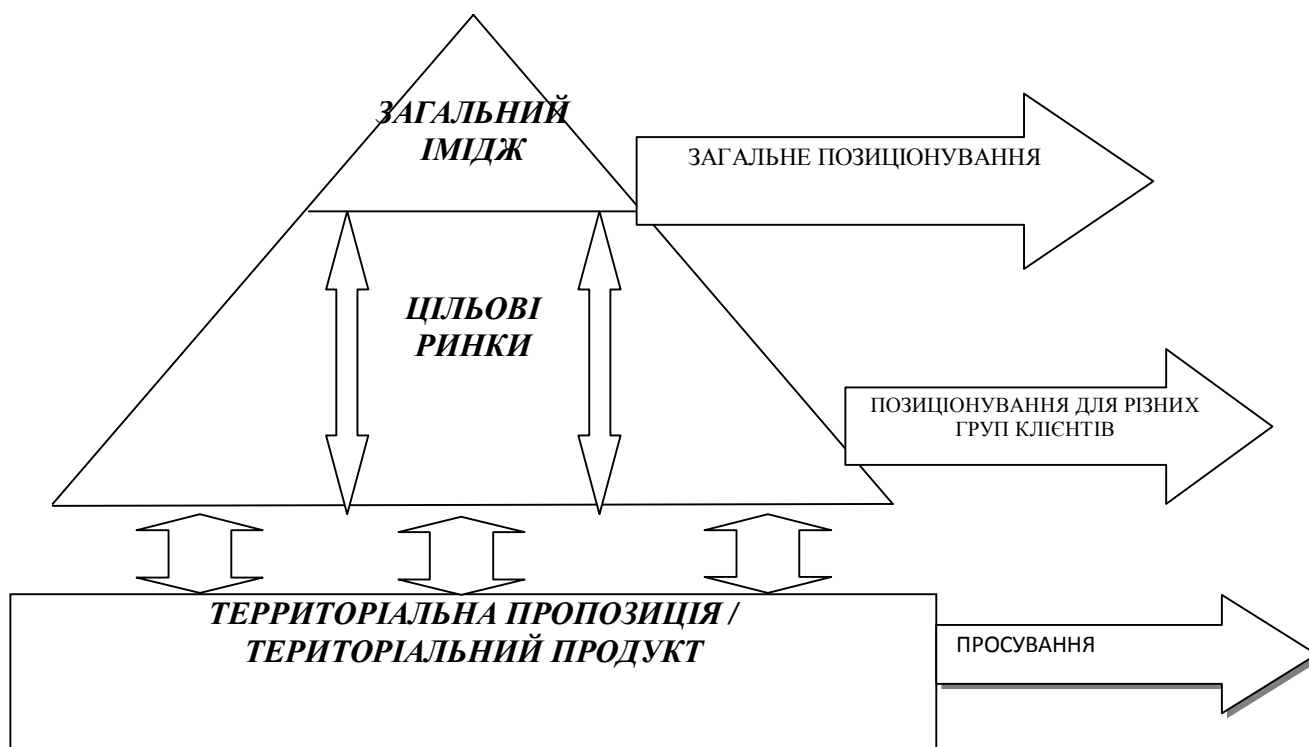 ЗАГАЛЬНИЙ
ІМІДЖ
ЗАГАЛЬНЕ ПОЗИЦІОНУВАННЯ
ЦІЛЬОВІ
РИНКИ
ПОЗИЦІОНУВАННЯ ДЛЯ РІЗНИХ
ГРУП КЛІЄНТІВ
ТЕРРИТОРІАЛЬНА ПРОПОЗИЦІЯ /
ТЕРИТОРІАЛЬНИЙ ПРОДУКТ
ПРОСУВАННЯ